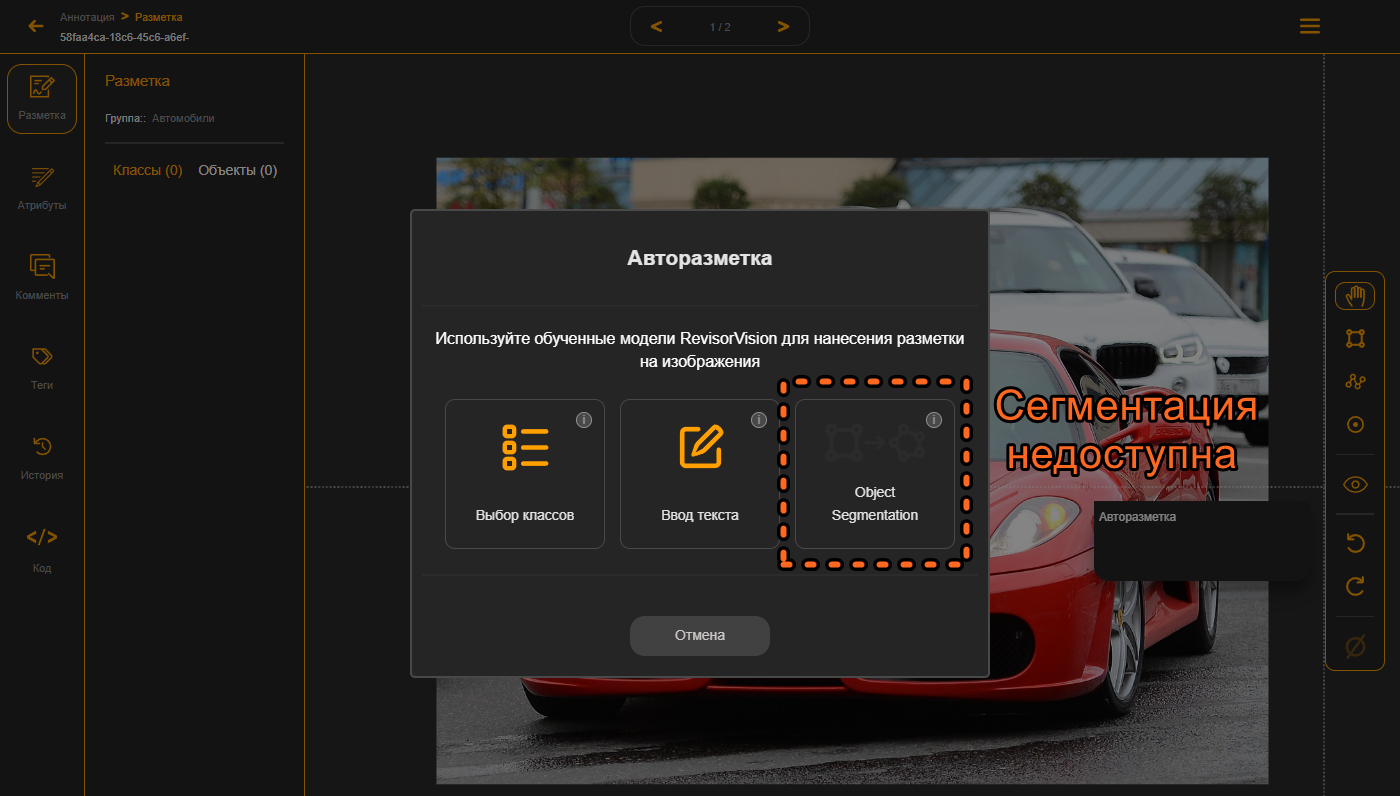 Аннотация > Разметка
58faa4ca-18c6-45c6-a6ef-
< 1 / 2 >
Разметка
Атрибуты
Комменты
Теги
История
</>
Код
Разметка
Группа:: Автомобили
Классы (0) Объекты (0)
Авторазметка
Используйте обученные модели RevisorVision для нанесения разметки
на изображения
Выбор классов
Ввод текста
Object
Segmentation
Отмена
Сегментация
недоступна
Авторазметка